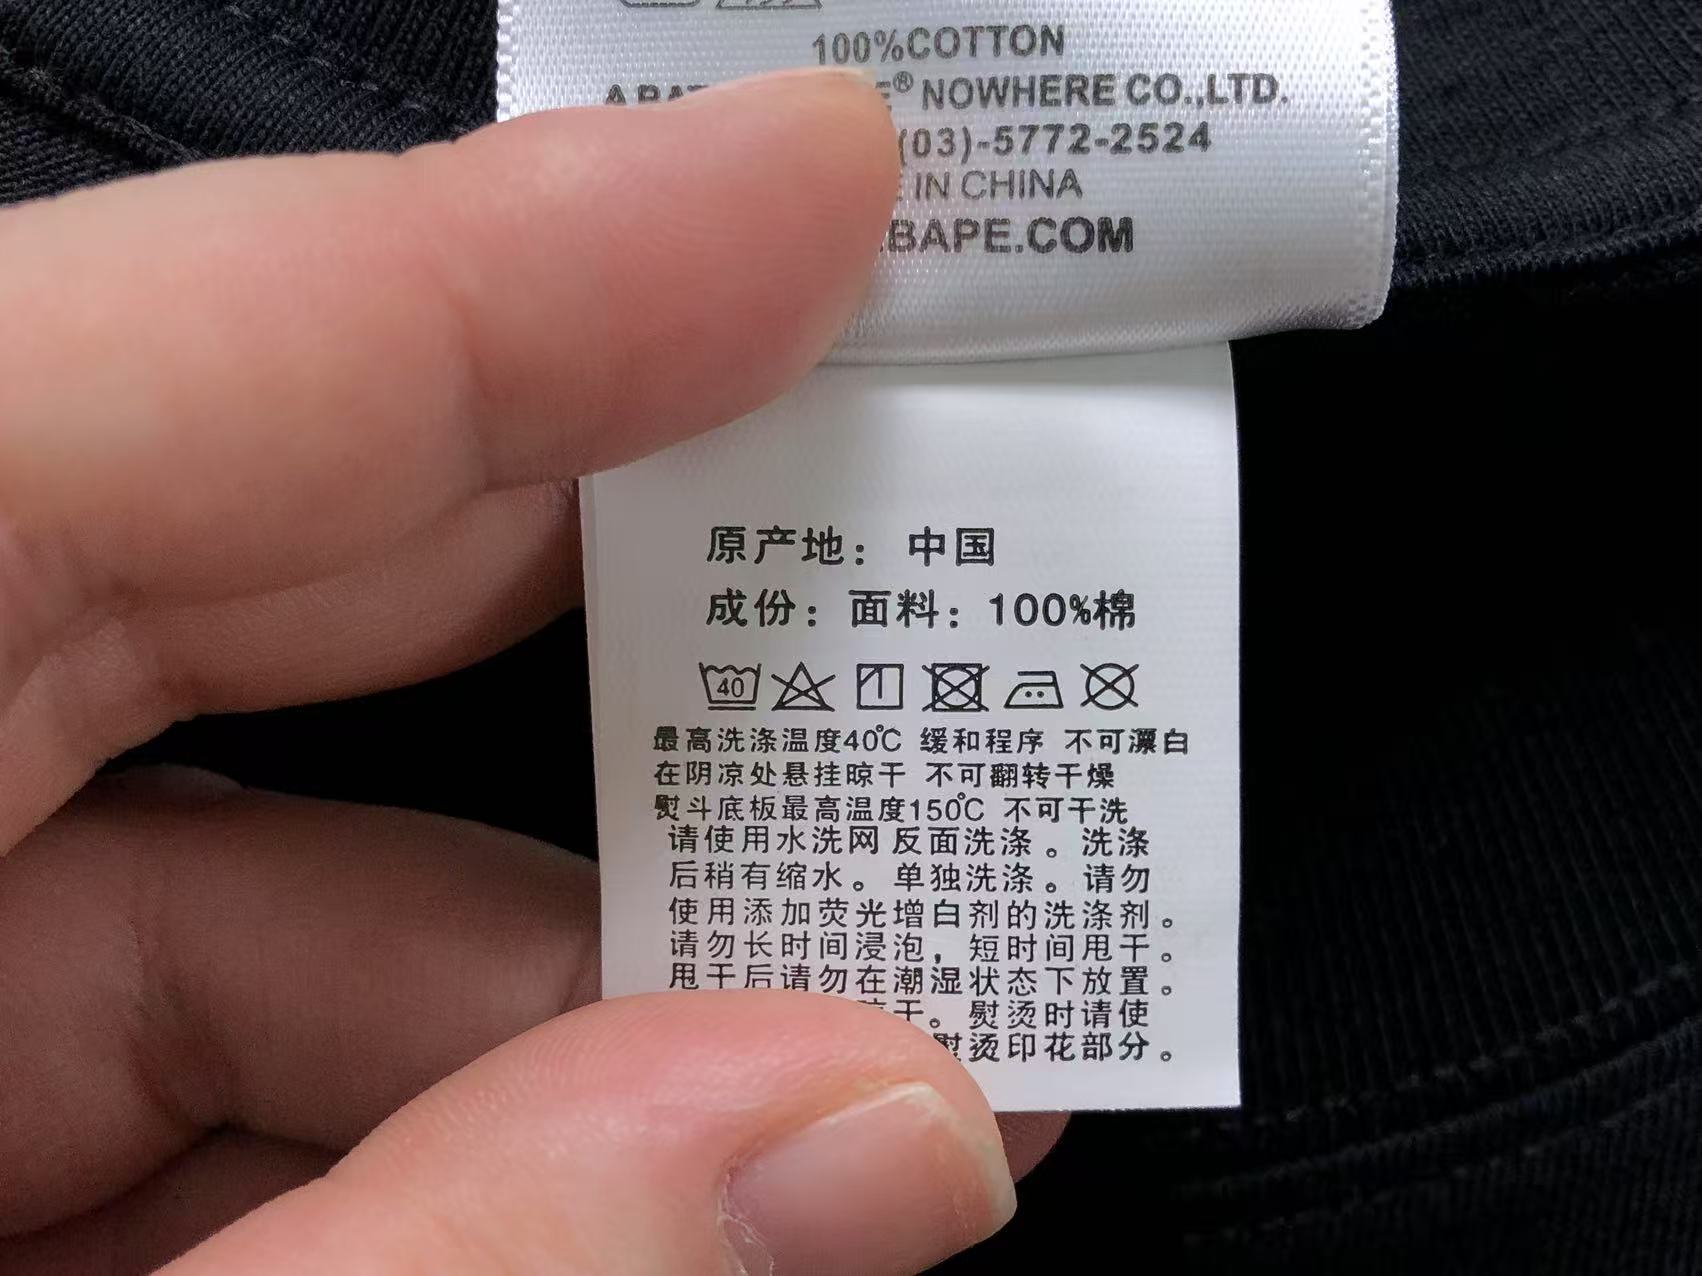 100%COTTON
® NOWHERE CO.,LTD.
(03)-5772-2524
IN CHINA
BAPE.COM
原产地：中国
成份：面料：100%棉
40
最高洗涤温度40℃ 缓和程序 不可漂白
在阴凉处悬挂晾干 不可翻转干燥
熨斗底板最高温度150℃ 不可干洗
请使用水洗网 反面洗涤。洗涤
后稍有缩水。单独洗涤。请勿
使用添加荧光增白剂的洗涤剂。
请勿长时间浸泡，短时间甩干。
甩干后请勿在潮湿状态下放置。
干。熨烫时请使
熨烫印花部分。